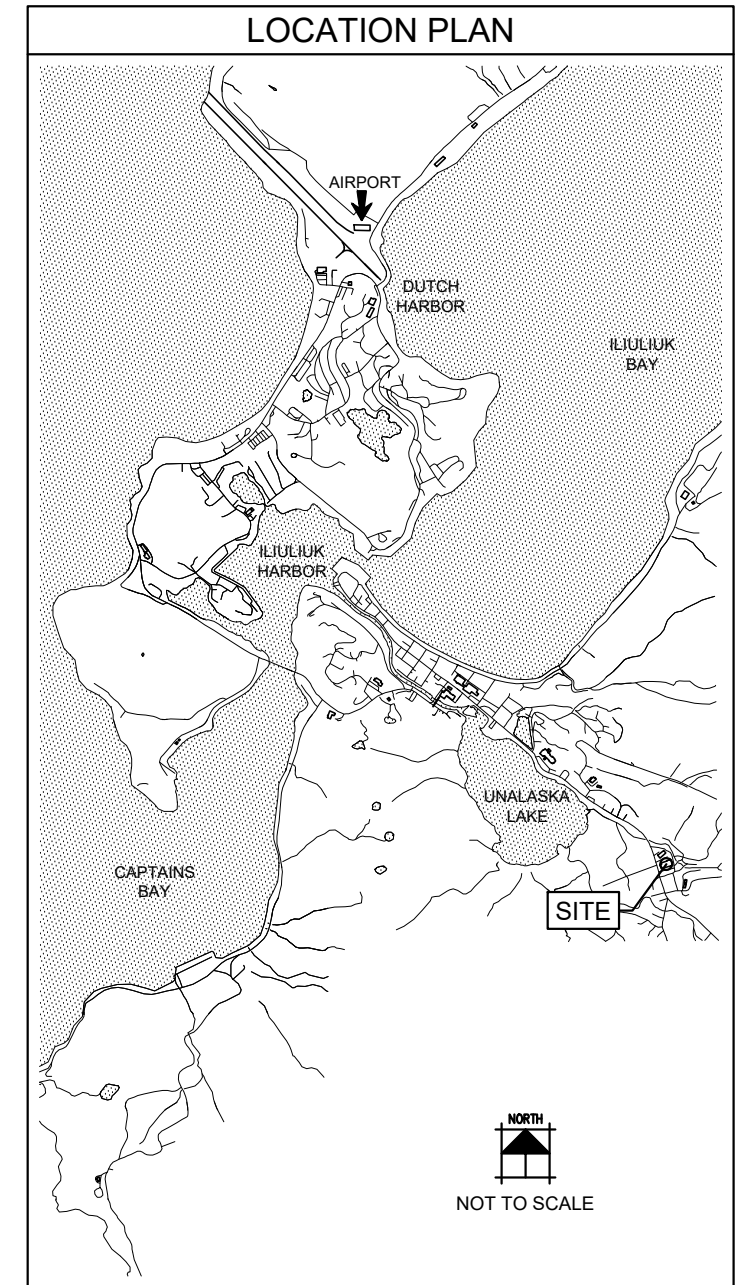 LOCATION PLAN
AIRPORT
DUTCH
HARBOR
ILIULIUK
BAY
ILIULIUK
HARBOR
UNALASKA
LAKE
CAPTAINS
BAY
SITE
NORTH
NOT TO SCALE